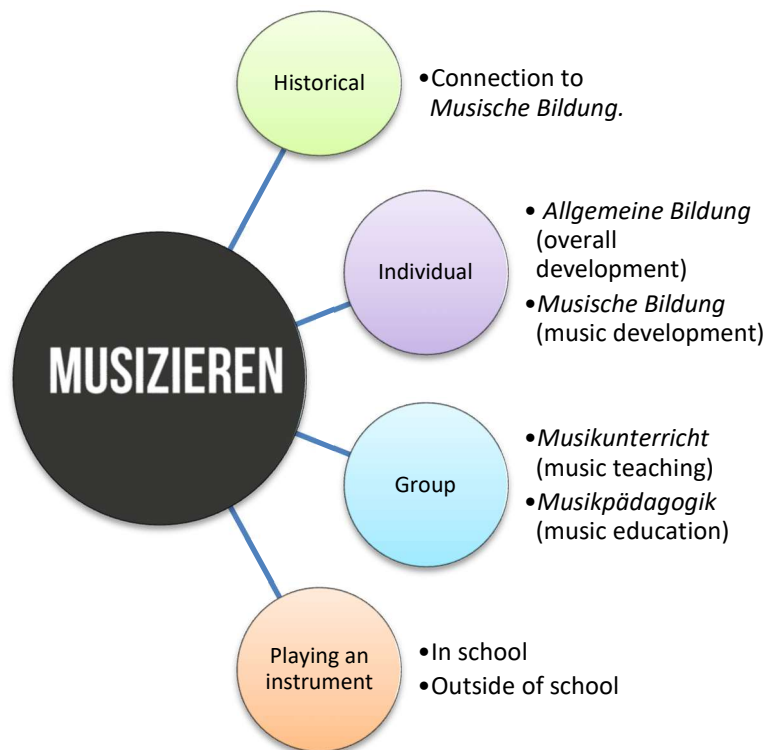 Historical
•Connection to
Musische Bildung.
MUSIZIEREN
Individual
• Allgemeine Bildung
(overall
development)
•Musische Bildung
(music development)
Group
•Musikunterricht
(music teaching)
•Musikpädagogik
(music education)
Playing an
instrument
•In school
•Outside of school